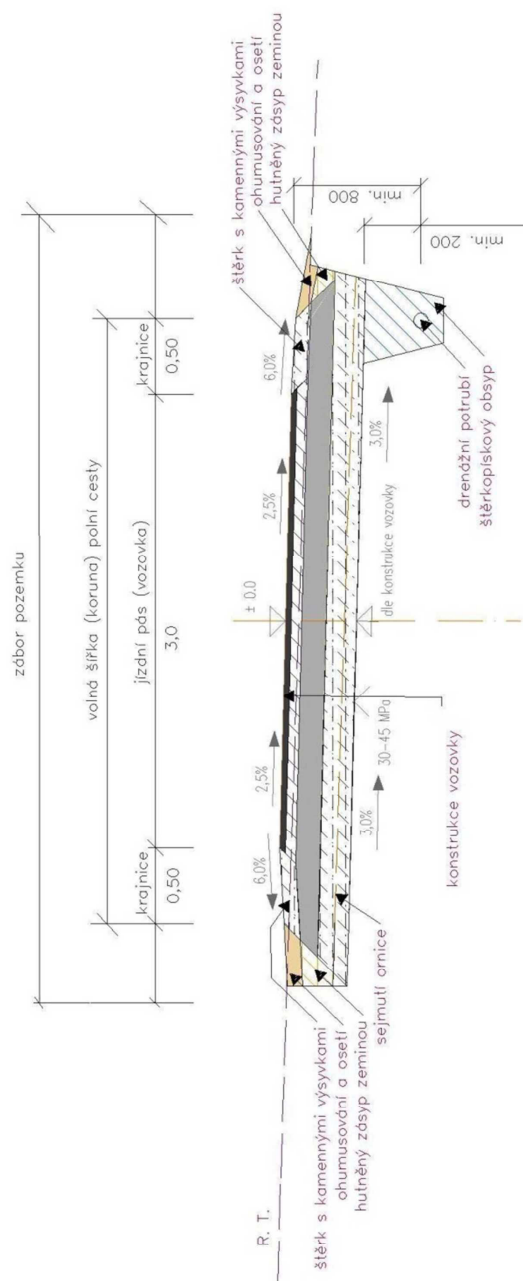 zábor pozemku
volná šířka (koruna) polní cesty
krajnice
jízdní pás (vozovka)
krajnice
0,50
3,0
0,50
štěrk s kamennými výsyvkami
ohumusování a osetí
hutněný zásyp zeminou
6,0%
2,5%
± 0.0
2,5%
6,0%
R. T.
min. 800
min. 200
3,0%
30-45 MPa
dle konstrukce vozovky
3,0%
štěrk s kamennými výsyvkami
ohumusování a osetí
hutněný zásyp zeminou
sejmutí ornice
konstrukce vozovky
drenážní potrubí
štěrkopískový obsyp